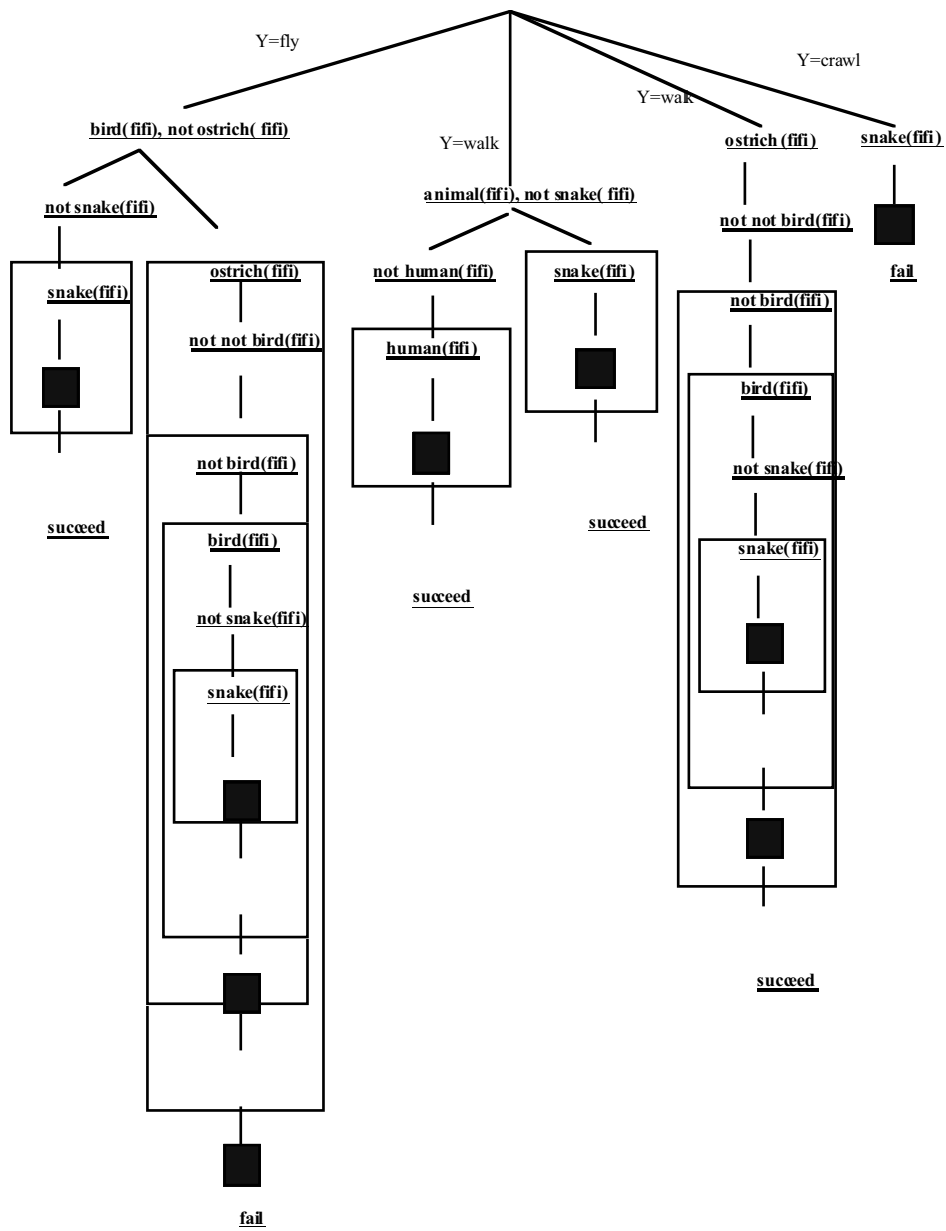 Y=fly
Y=crawl
Y=walk
bird(fifi), not ostrich( fifi)
Y=walk
ostrich (fifi)
snake(fifi)
not snake(fifi)
animal(fifi), not snake( fifi)
not not bird(fifi)
ostrich(fifi)
not human(fifi)
snake(fifi)
fail
snake(fifi)
not bird(fifi)
not not bird(fifi)
human(fifi)
bird(fifi)
not bird(fifi)
not snake(fifi)
succeed
succeed
bird(fifi)
snake(fifi)
succeed
not snake(fifi)
snake(fifi)
succeed
fail